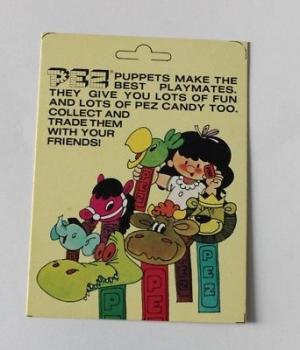 PEZ PUPPETS MAKE THE
BEST PLAYMATES.
THEY GIVE YOU LOTS OF FUN
AND LOTS OF PEZ CANDY TOO.
COLLECT AND
TRADE THEM
WITH YOUR
FRIENDS!
PEZ
P
PE
PEZ